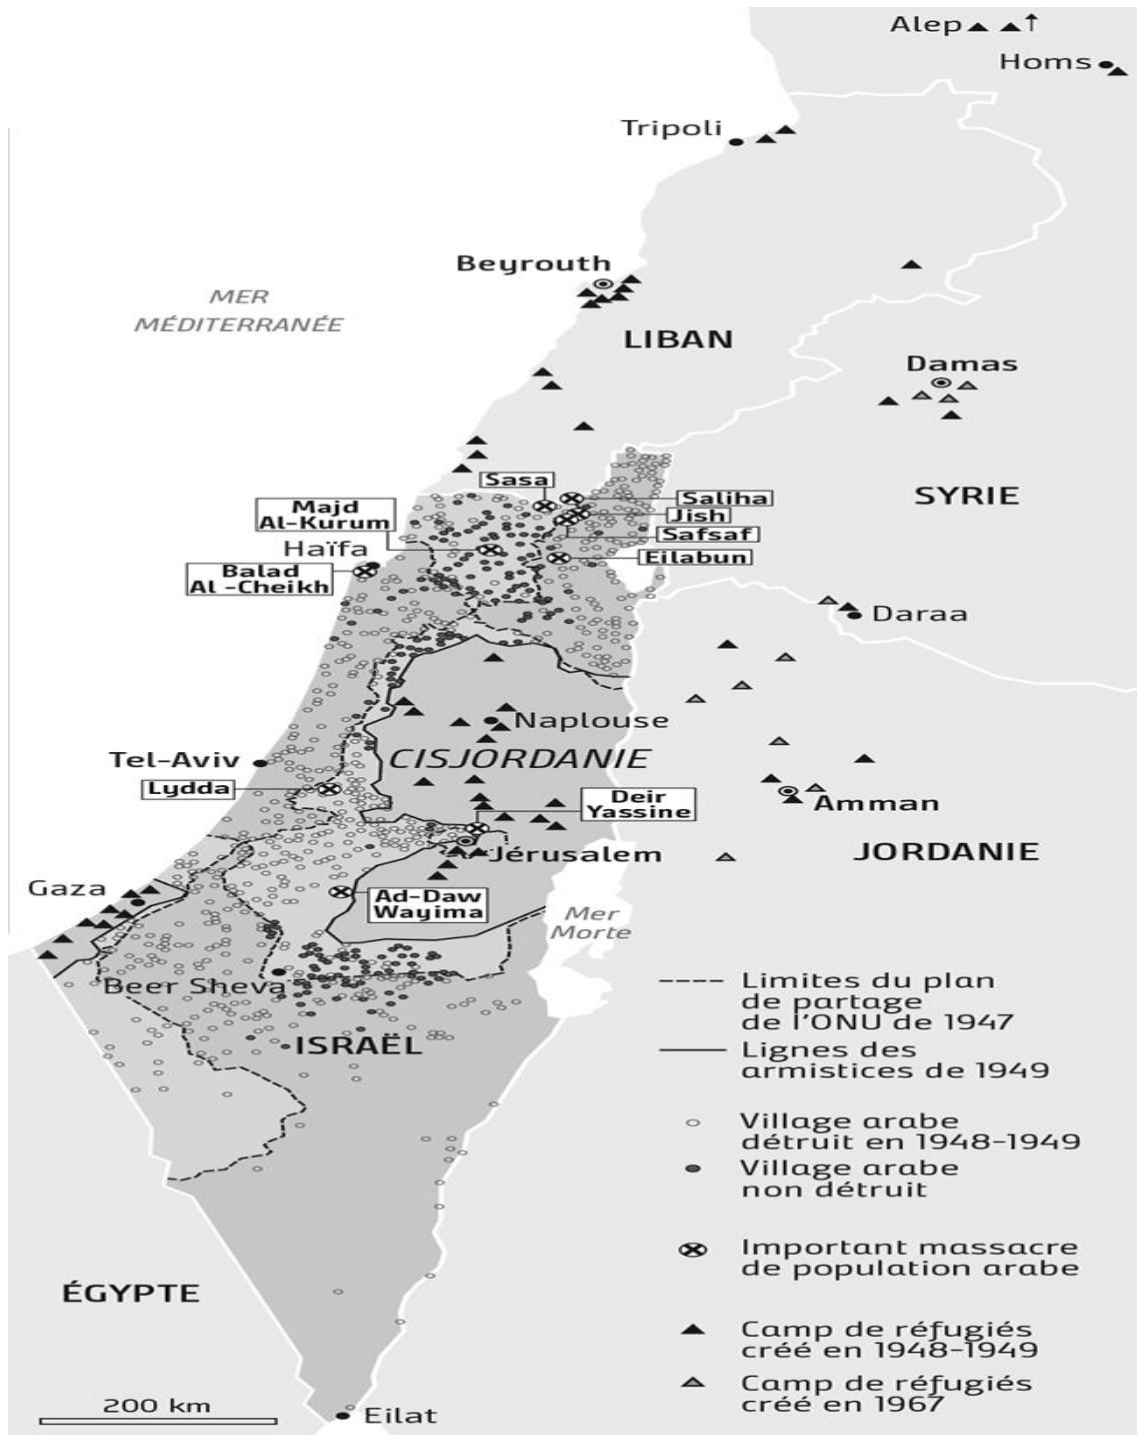 Alep
Homs
Tripoli
Beyrouth
MER
MÉDITERRANÉE
LIBAN
Damas
Sasa
SYRIE
Majd
Al-Kurum
Saliha
Jish
Safsaf
Haïfa
Eilabun
Balad
Al -Cheikh
Daraa
Naplouse
CISJORDANIE
Tel-Aviv
Lydda
Deir
Yassine
Amman
Jérusalem
JORDANIE
Gaza
Ad-Daw
Wayima
Mer
Morte
Beer Sheva
ISRAËL
Limites du plan
de partage
de l'ONU de 1947
Lignes des
armistices de 1949
Village arabe
détruit en 1948-1949
Village arabe
non détruit
Important massacre
de population arabe
ÉGYPTE
Camp de réfugiés
créé en 1948-1949
Camp de réfugiés
créé en 1967
200 km
Eilat